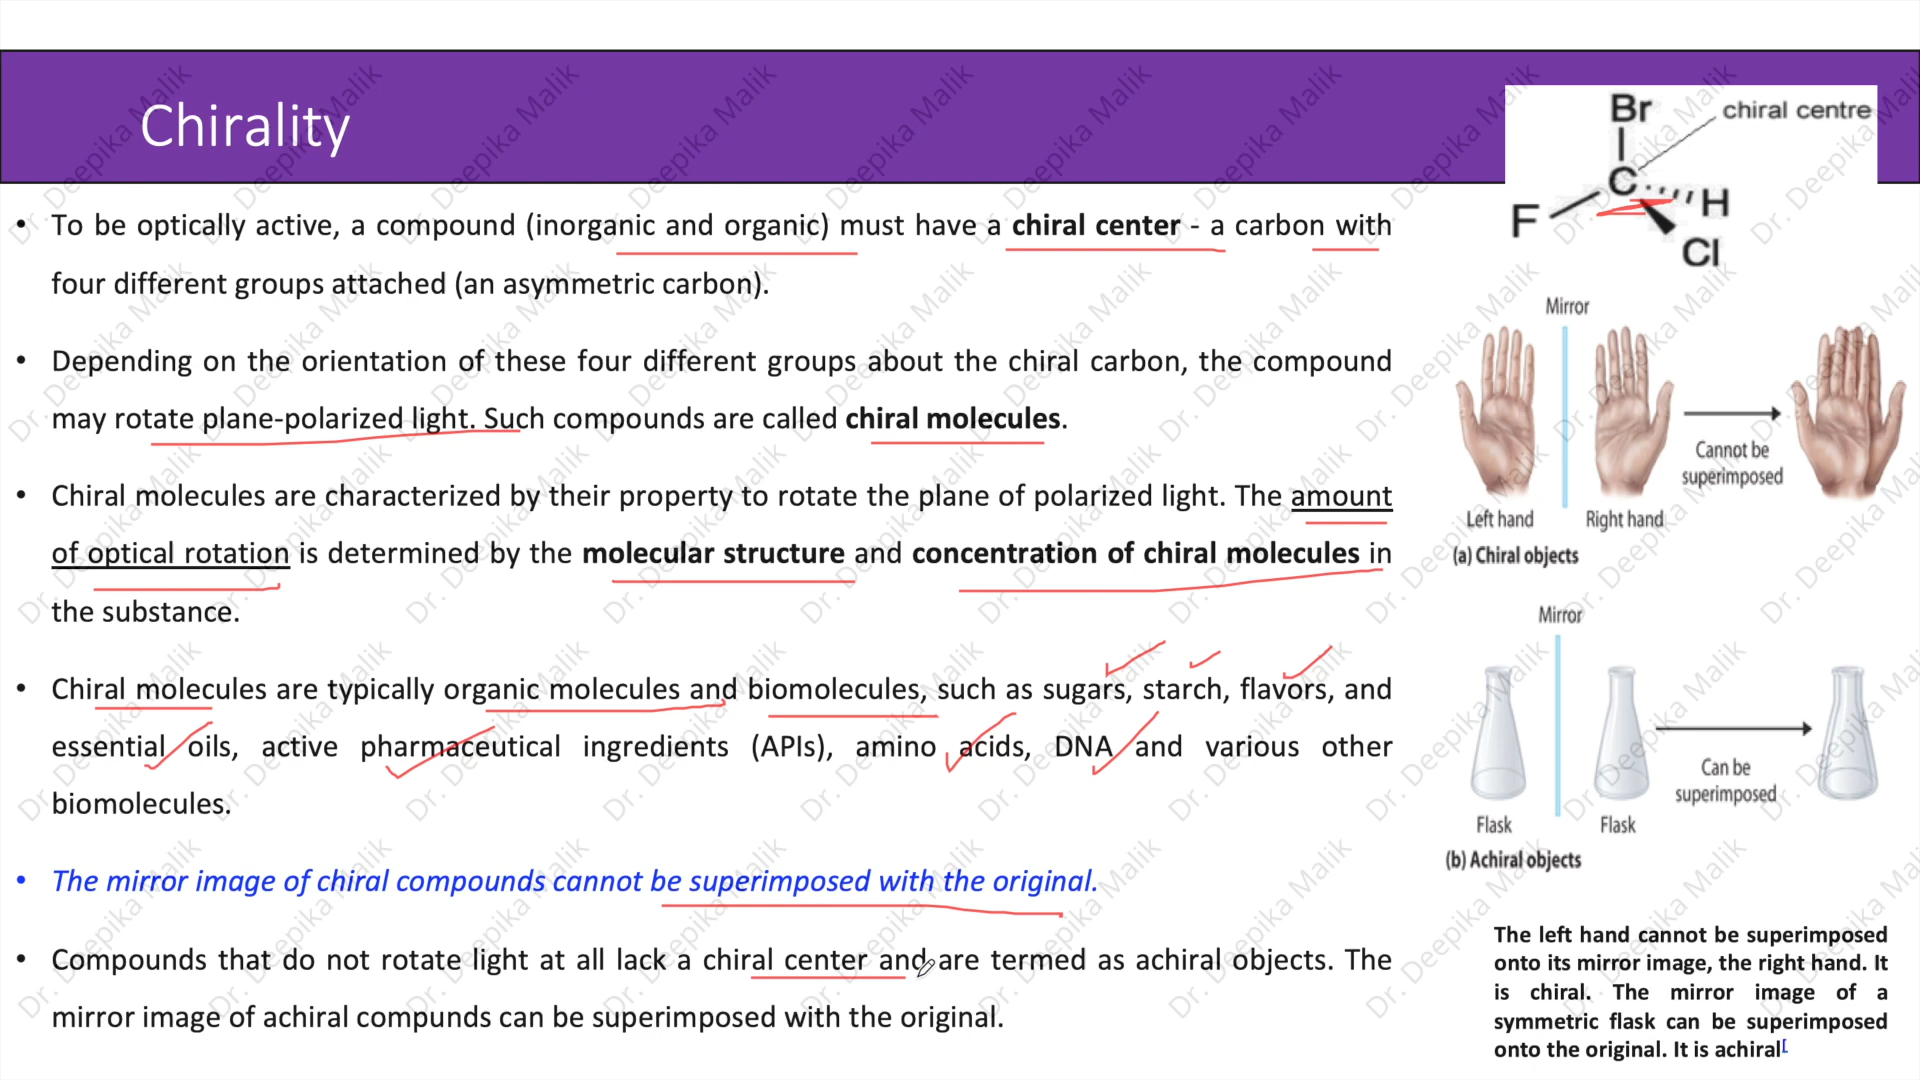 Chirality
• To be optically active, a compound (inorganic and organic) must have a chiral center - a carbon with
four different groups attached (an asymmetric carbon).
• Depending on the orientation of these four different groups about the chiral carbon, the compound
may rotate plane-polarized light. Such compounds are called chiral molecules.
• Chiral molecules are characterized by their property to rotate the plane of polarized light. The amount
of optical rotation is determined by the molecular structure and concentration of chiral molecules in
the substance.
• Chiral molecules are typically organic molecules and biomolecules, such as sugars, starch, flavors, and
essential oils, active pharmaceutical ingredients (APIs), amino acids, DNA and various other
biomolecules.
• The mirror image of chiral compounds cannot be superimposed with the original.
• Compounds that do not rotate light at all lack a chiral center and are termed as achiral objects. The
mirror image of achiral compunds can be superimposed with the original.
Br
chiral centre
C
H
F
Cl
Mirror
Cannot be
superimposed
Left hand
Right hand
(a) Chiral objects
Mirror
Can be
superimposed
Flask
Flask
(b) Achiral objects
The left hand cannot be superimposed
onto its mirror image, the right hand. It
is chiral. The mirror image of a
symmetric flask can be superimposed
onto the original. It is achiral[
Dr. Deepika Malik